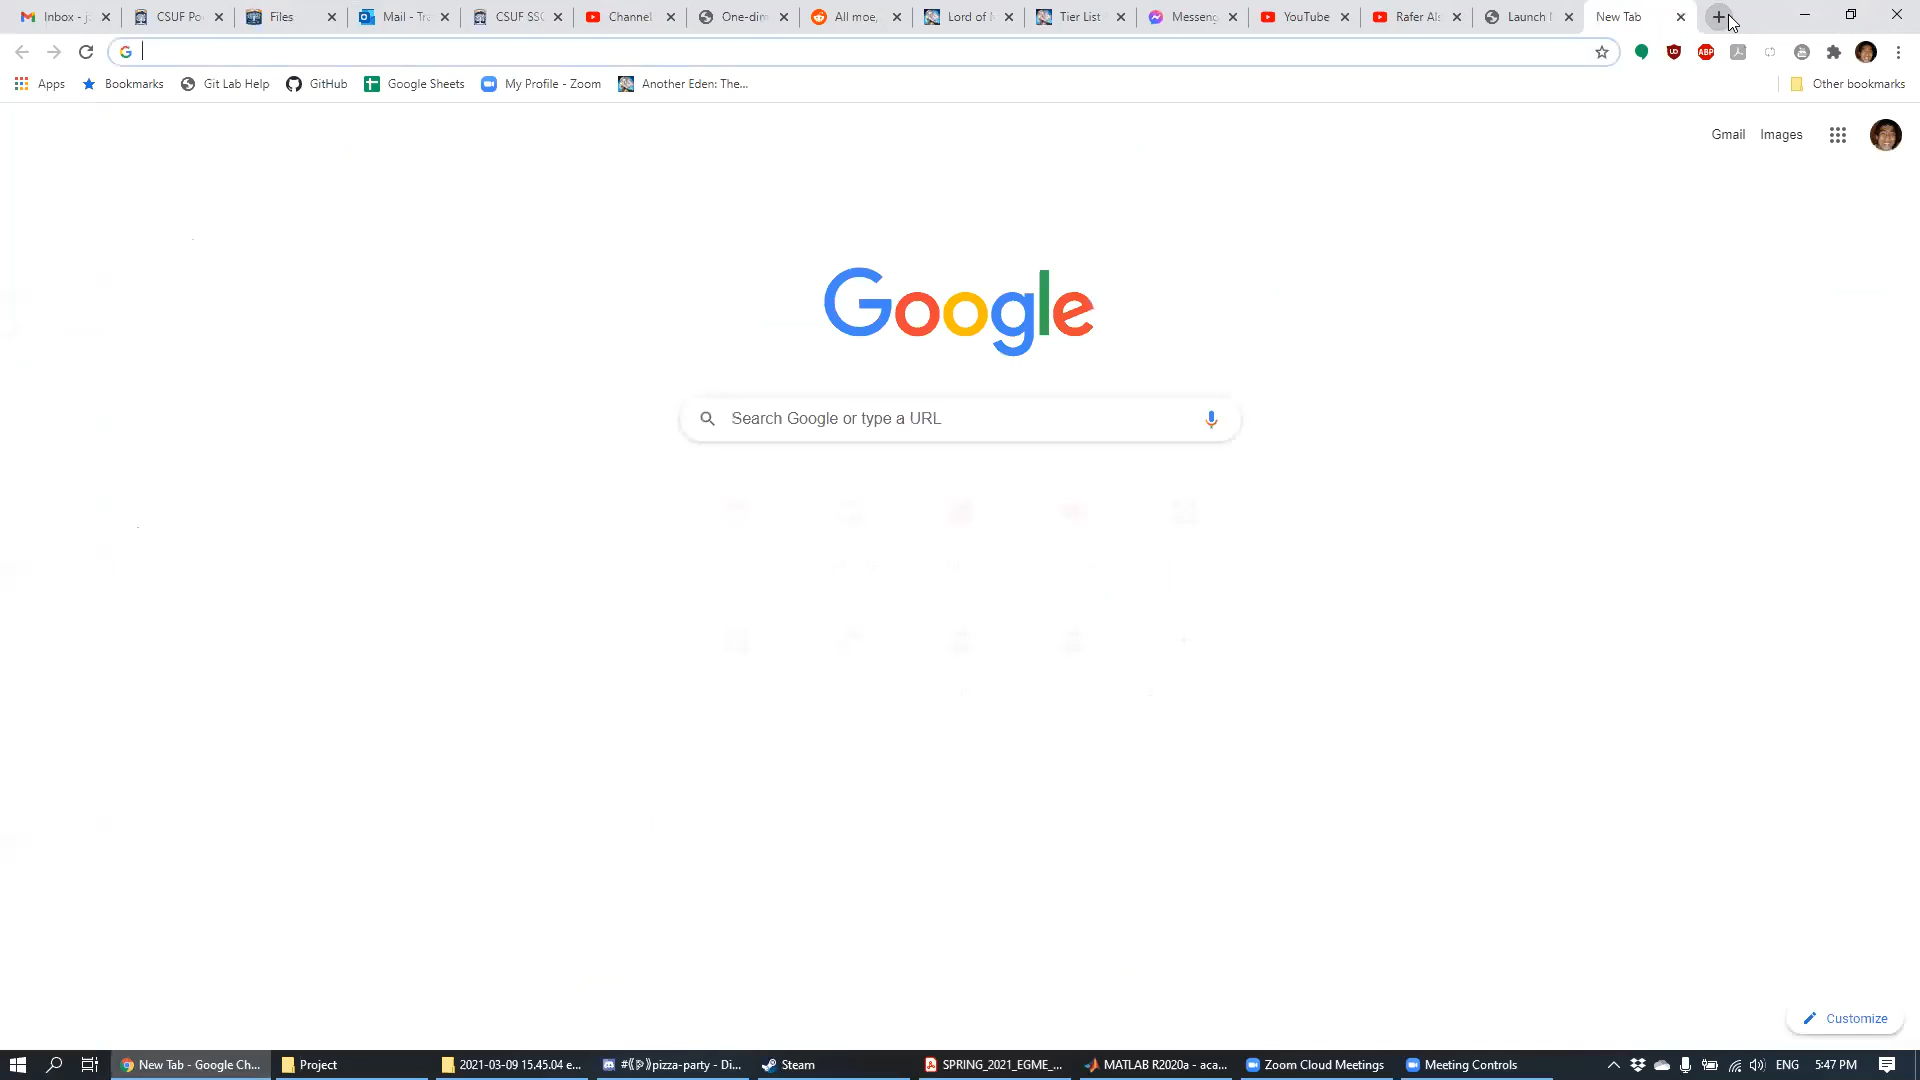 Inbox - j
CSUF Po
Files
Mail - Tra
CSUF SSC
Channel
One-dim
All moe,
Lord of
Tier List
Messeng
YouTube
Rafer Als
Launch
New Tab
Apps
Bookmarks
Git Lab Help
GitHub
Google Sheets
My Profile - Zoom
Another Eden: The...
Other bookmarks
Gmail
Images
Google
Search Google or type a URL
Customize
New Tab - Google Ch...
Project
2021-03-09 15.45.04 e...
pizza-party - Di...
Steam
SPRING_2021_EGME_...
MATLAB R2020a - aca...
Zoom Cloud Meetings
Meeting Controls
ENG
5:47 PM